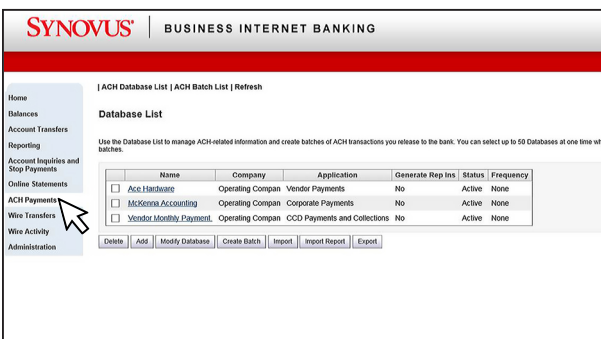 SYNOVUS® BUSINESS INTERNET BANKING
| ACH Database List | ACH Batch List | Refresh
Home
Balances
Account Transfers
Reporting
Account Inquiries and
Stop Payments
Online Statements
ACH Payments
Wire Transfers
Wire Activity
Administration
Database List
Use the Database List to manage ACH-related information and create batches of ACH transactions you release to the bank. You can select up to 50 Databases at one time
batches.
Name Company Application Generate Rep Ins Status Frequency
Ace Hardware Operating Compan Vendor Payments No Active None
McKenna Accounting Operating Compan Corporate Payments No Active None
Vendor Monthly Payment. Operating Compan CCD Payments and Collections No Active None
Delete Add Modify Database Create Batch Import Import Report Export